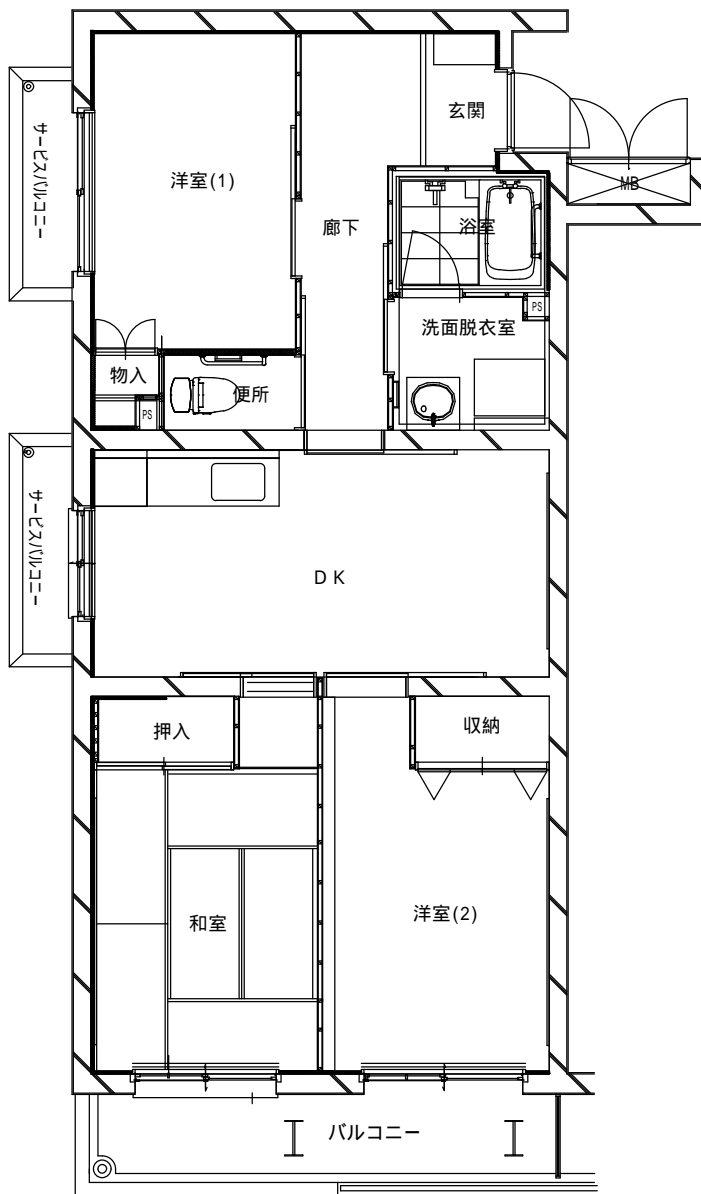 玄関
MB
サービスバルコニー
洋室(1)
廊下
浴室
PS
洗面脱衣室
物入
便所
PS
サービスバルコニー
DK
押入
収納
和室
洋室(2)
バルコニー